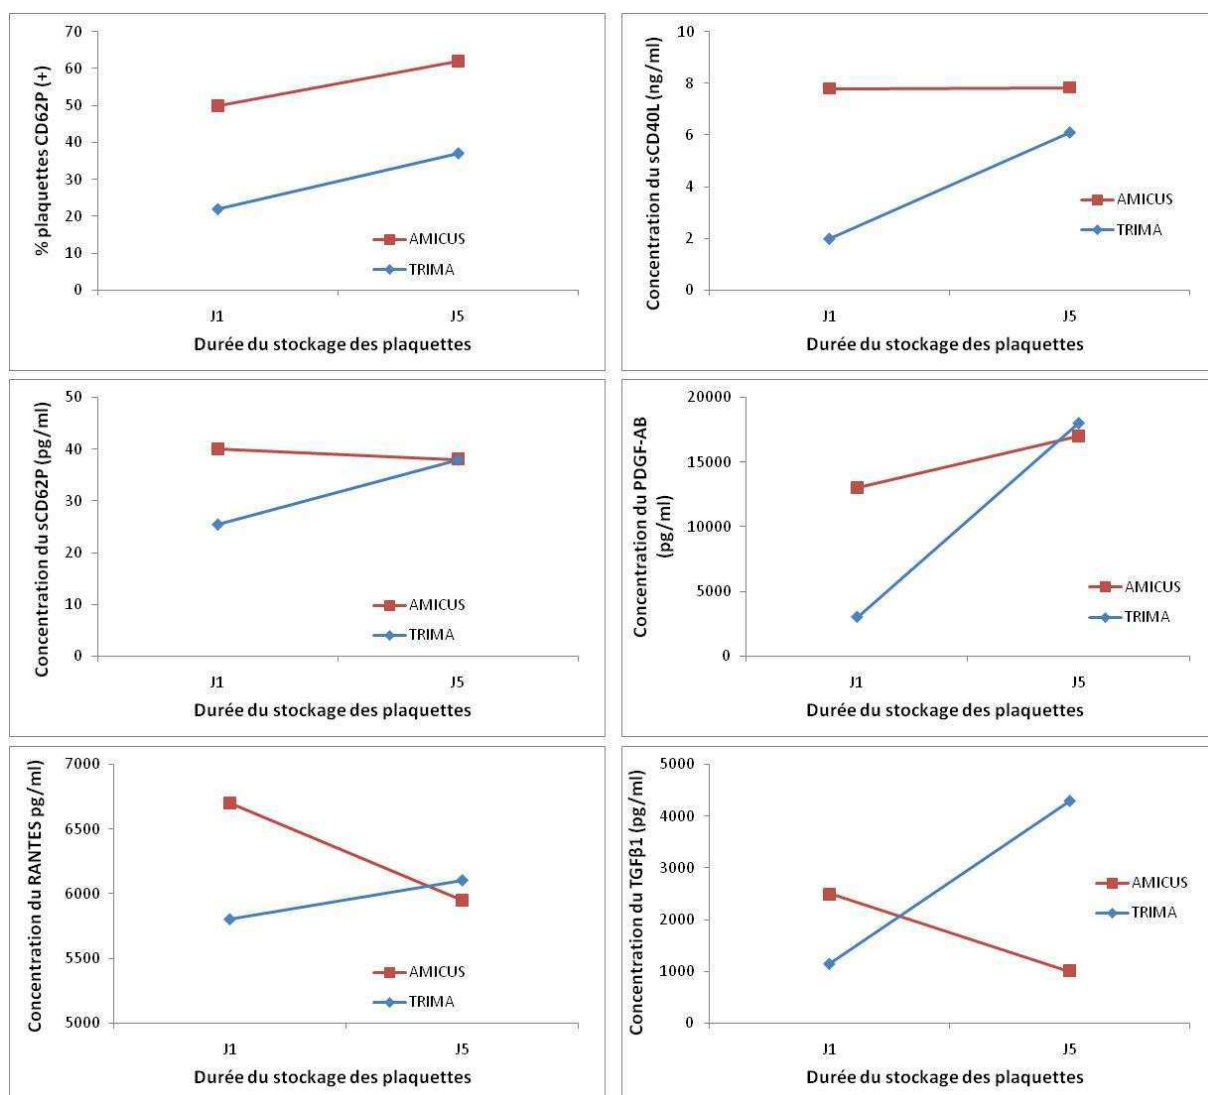 % plaquettes CD62P (+)
70
60
50
40
30
20
10
0
AMICUS
TRIMA
J1
J5
Durée du stockage des plaquettes
Concentration du sCD40L (ng/ml)
10
8
6
4
2
0
AMICUS
TRIMA
J1
J5
Durée du stockage des plaquettes
Concentration du sCD62P (pg/ml)
50
40
30
20
10
0
AMICUS
TRIMA
J1
J5
Durée du stockage des plaquettes
Concentration du PDGF-AB
(pg/ml)
20000
15000
10000
5000
0
AMICUS
TRIMA
J1
J5
Durée du stockage des plaquettes
Concentration du RANTES pg/ml)
7000
6500
6000
5500
5000
AMICUS
TRIMA
J1
J5
Durée du stockage des plaquettes
Concentration du TGFβ1 (pg/ml)
5000
4000
3000
2000
1000
0
AMICUS
TRIMA
J1
J5
Durée du stockage des plaquettes